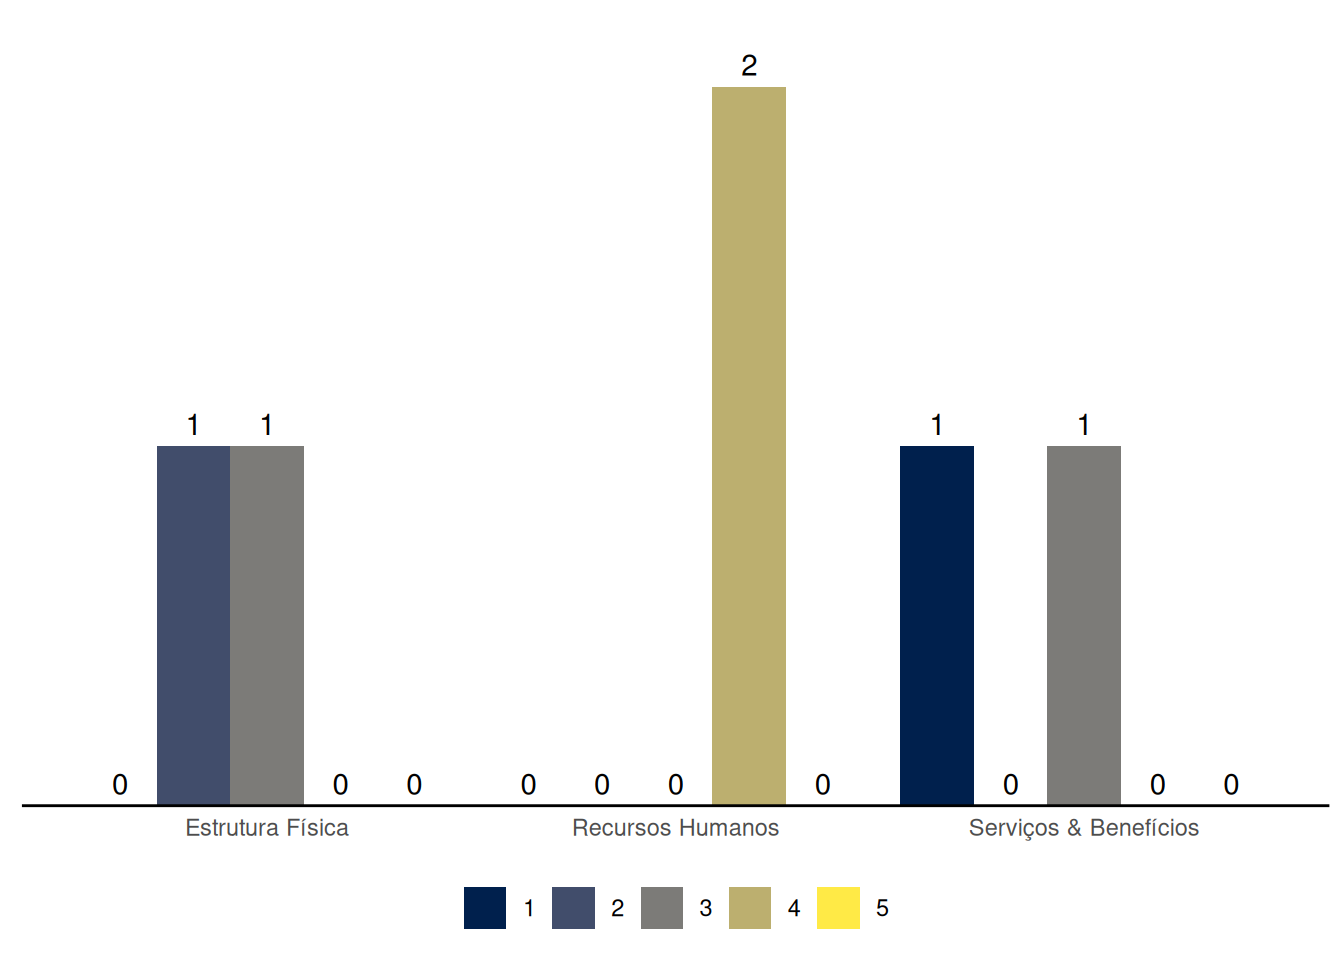 2
1 1 1 1
0 0 0 0 0 0 0 0 0 0
Estrutura Física Recursos Humanos Serviços & Benefícios
1 2 3 4 5